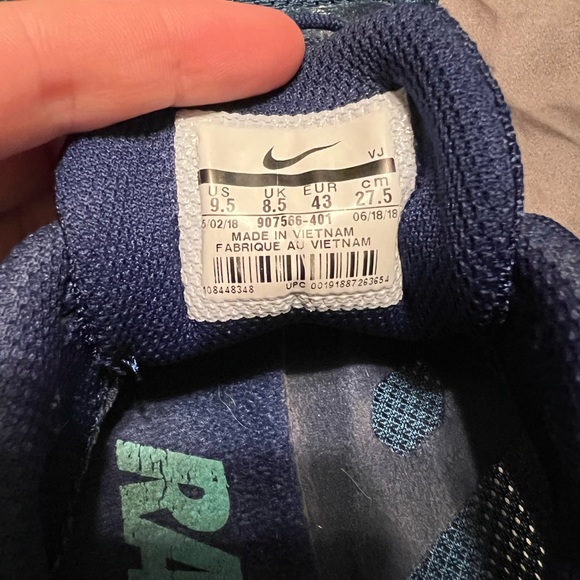 VJ
US UK EUR cm
9.5 8.5 43 27.5
5/02/18 907566-401 06/18/18
MADE IN VIETNAM
FABRIQUE AU VIETNAM
108448348 UPC 00191887263654
RA